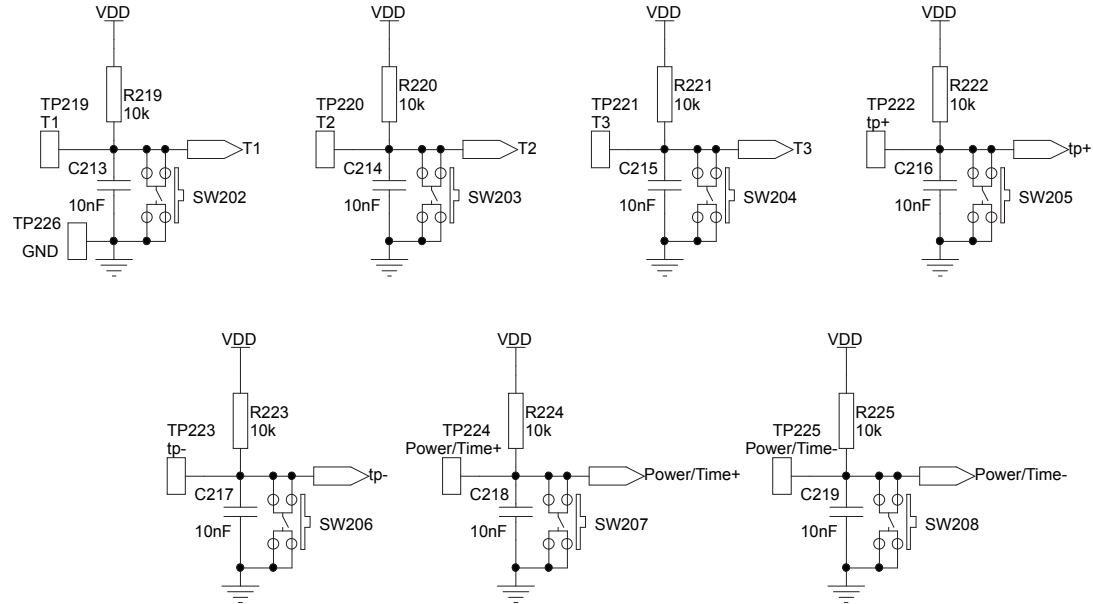 VDD
R219
10k
TP219
T1
T1
C213
10nF
SW202
TP226
GND
VDD
R220
10k
TP220
T2
T2
C214
10nF
SW203
VDD
R221
10k
TP221
T3
T3
C215
10nF
SW204
VDD
R222
10k
TP222
tp+
tp+
C216
10nF
SW205
VDD
R223
10k
TP223
tp-
tp-
C217
10nF
SW206
VDD
R224
10k
TP224
Power/Time+
Power/Time+
C218
10nF
SW207
VDD
R225
10k
TP225
Power/Time-
Power/Time-
C219
10nF
SW208